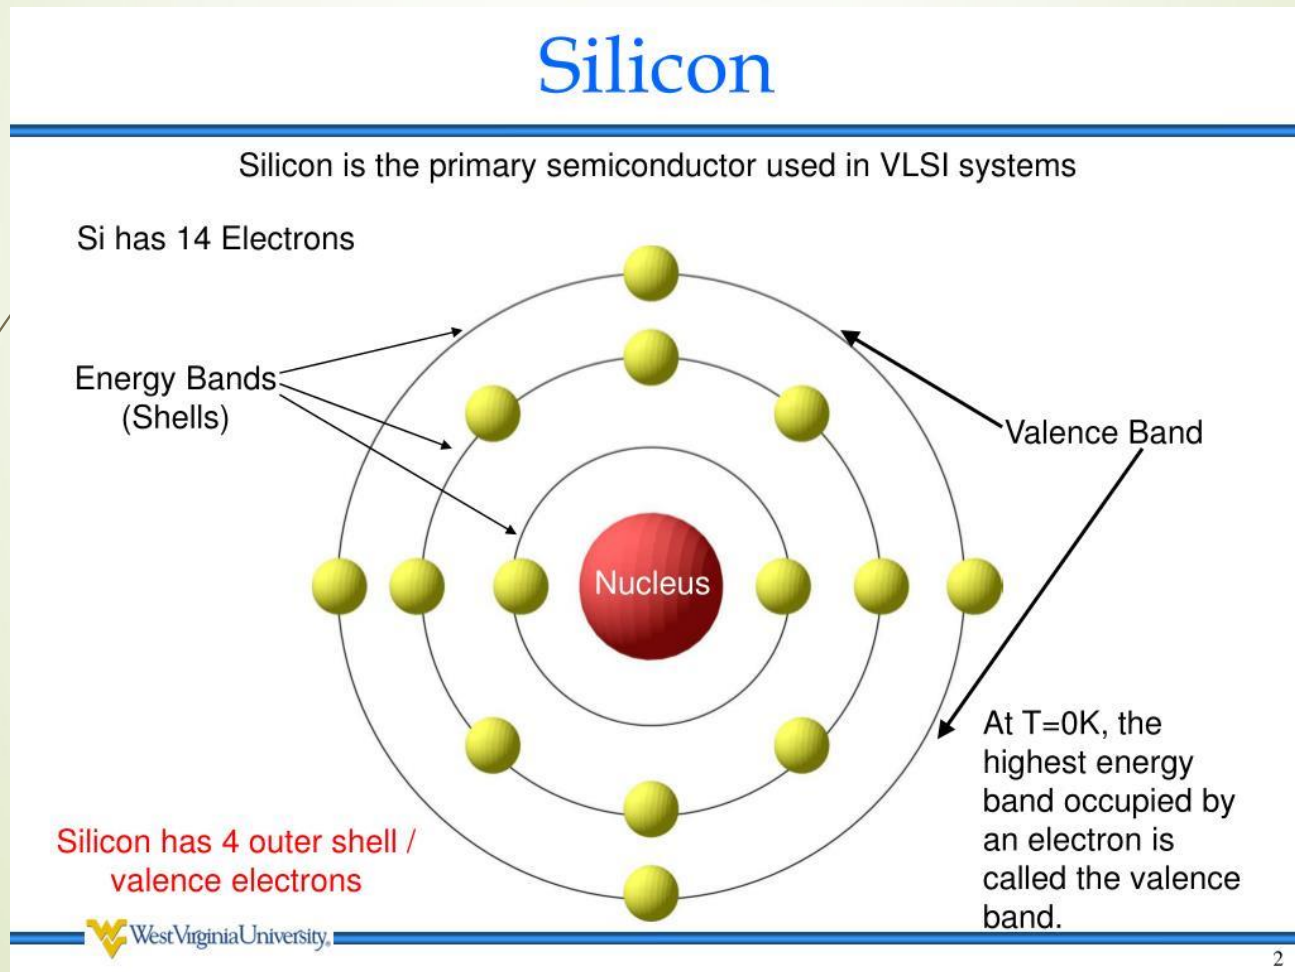 Silicon
Silicon is the primary semiconductor used in VLSI systems
Si has 14 Electrons
Energy Bands
(Shells)
Valence Band
Nucleus
At T=0K, the
highest energy
band occupied by
an electron is
called the valence
band.
Silicon has 4 outer shell /
valence electrons
WestVirginiaUniversity.
2